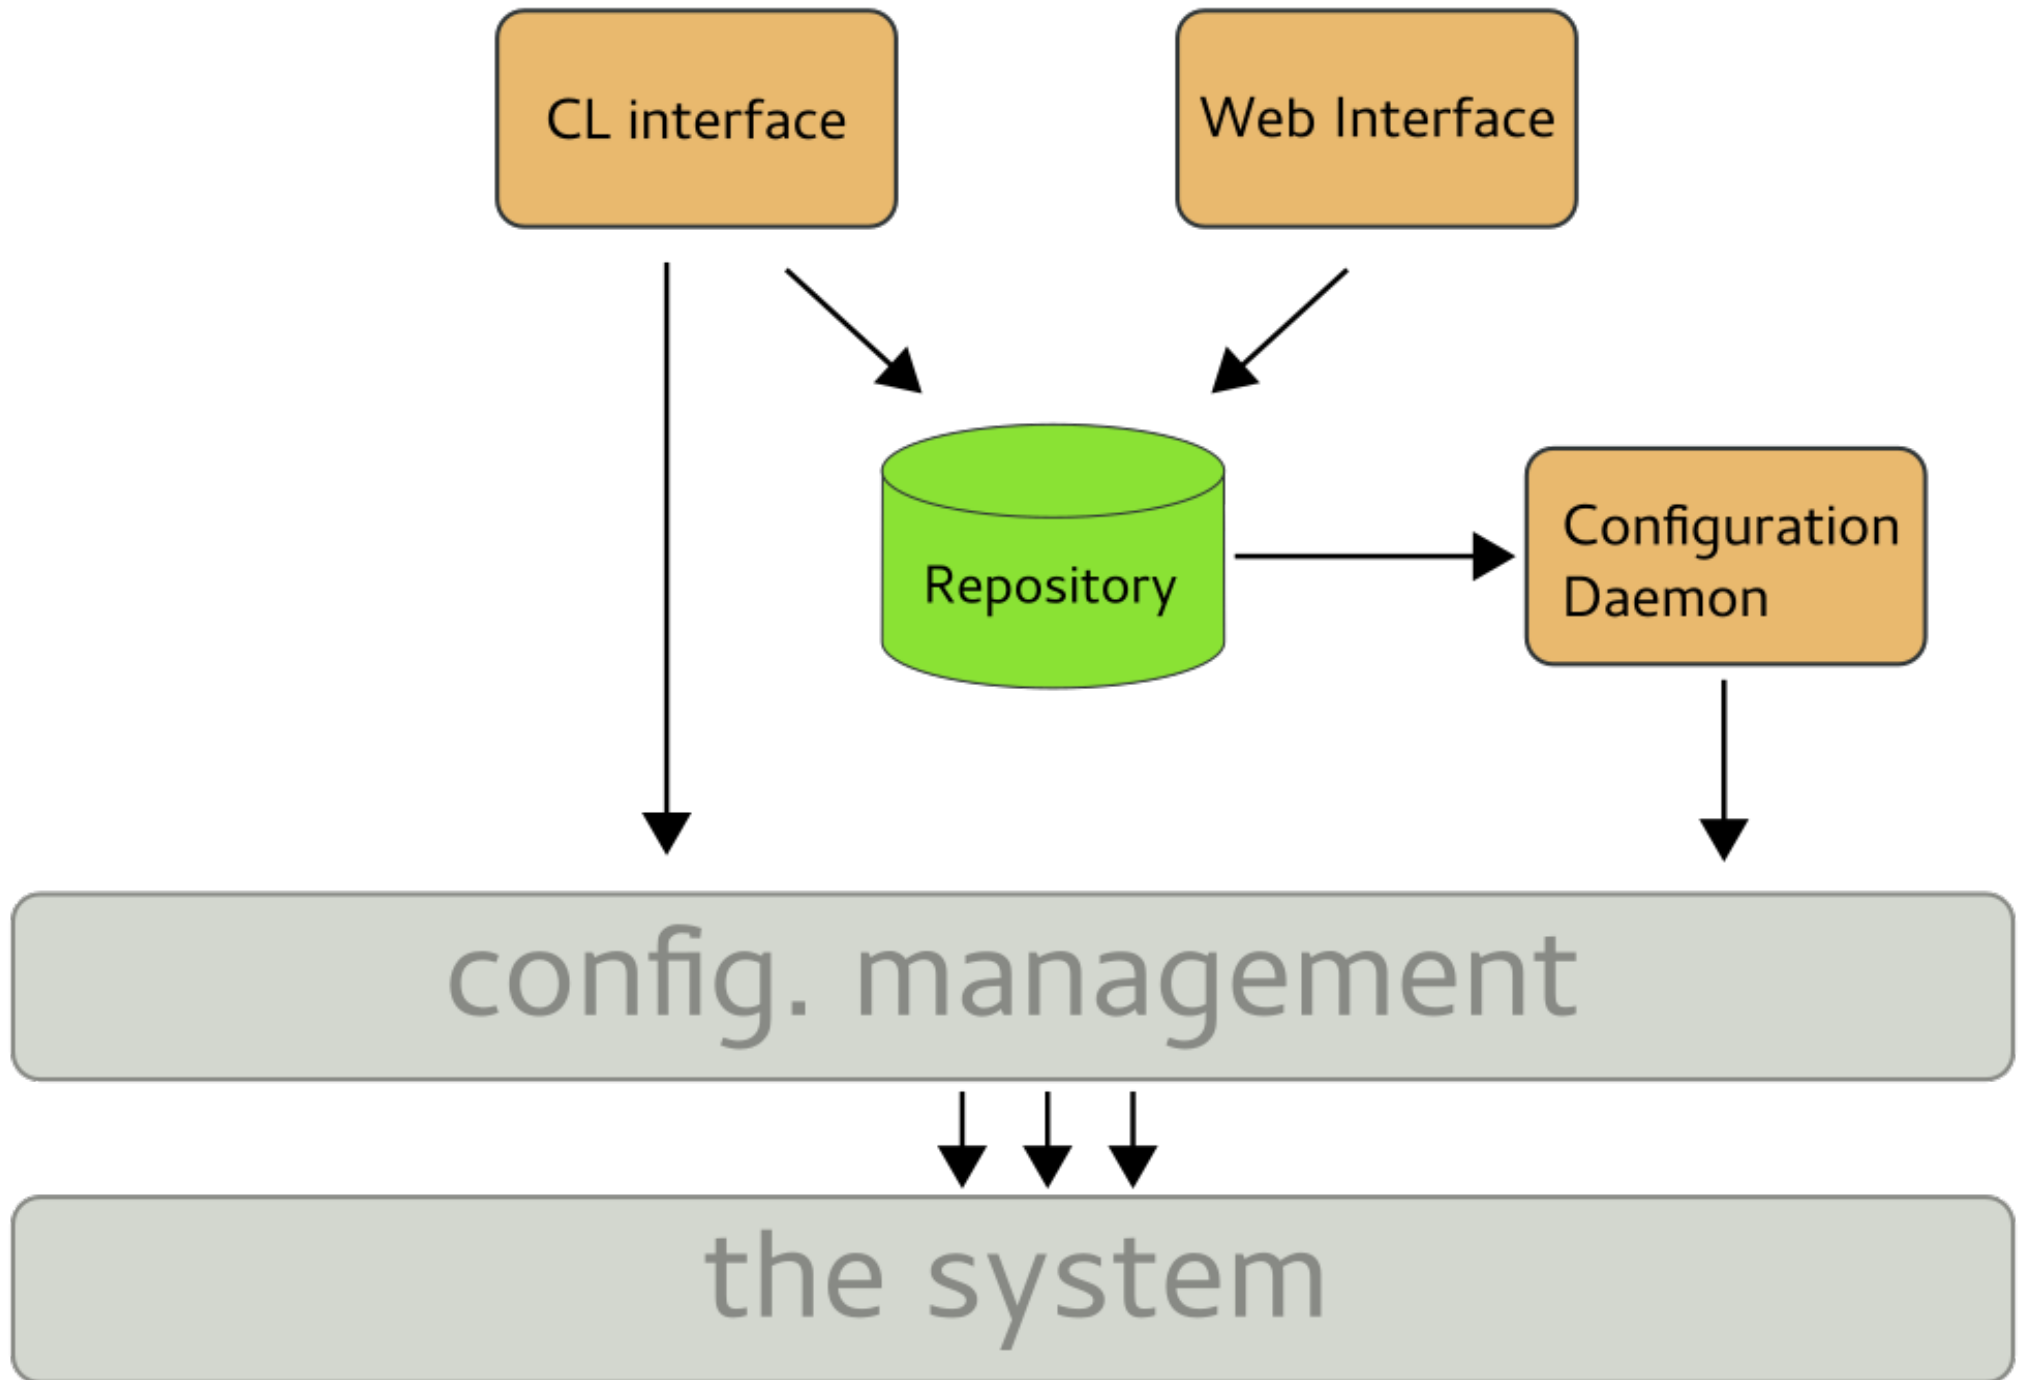 CL interface
Web Interface
Repository
Configuration
Daemon
config. management
the system